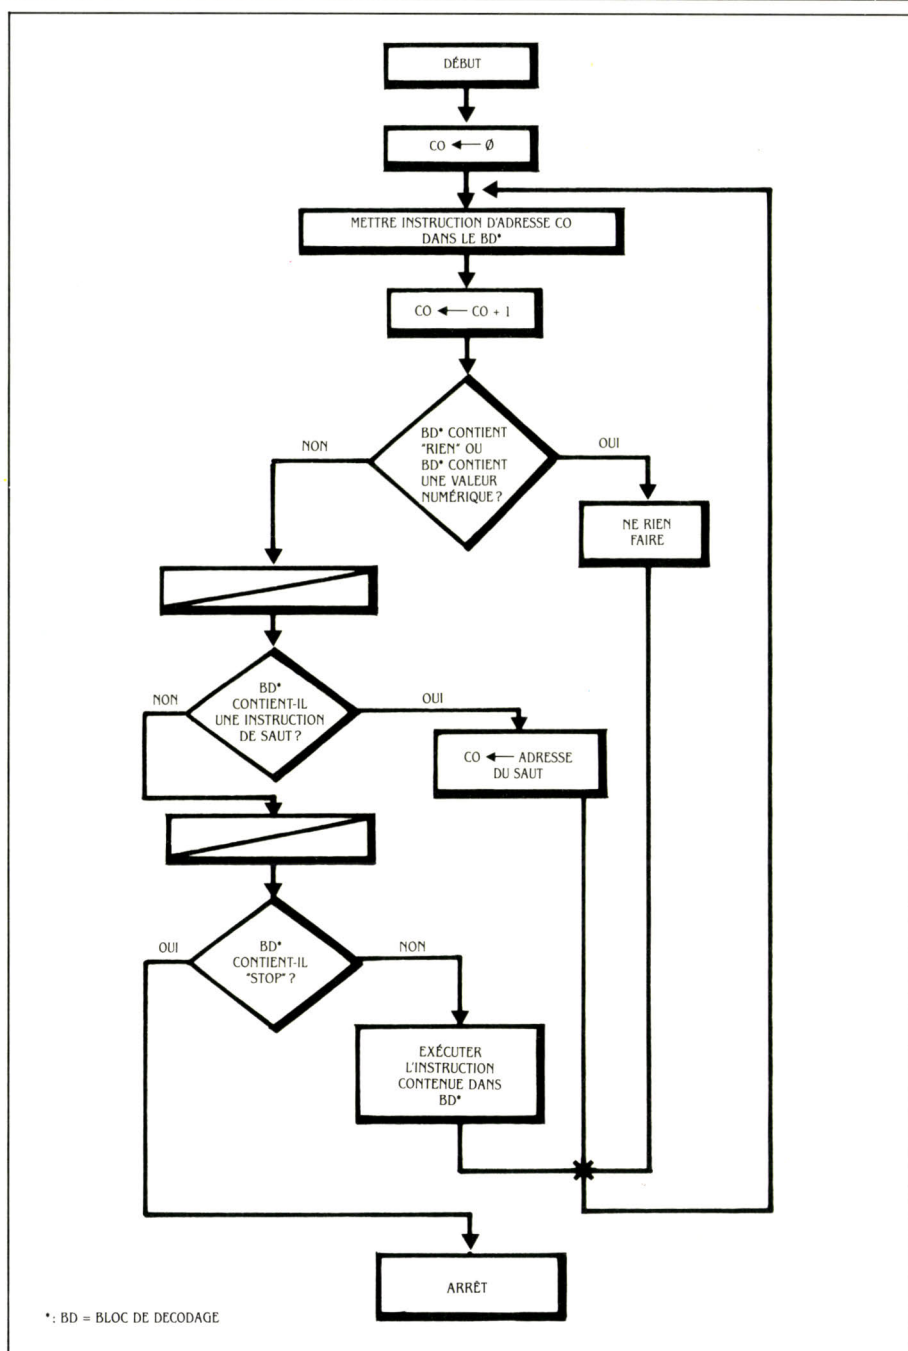 DÉBUT
CO ← Ø
METTRE INSTRUCTION D'ADRESSE CO
DANS LE BD*
CO ← CO + 1
BD* CONTIENT
"RIEN" OU
BD* CONTIENT
UNE VALEUR
NUMÉRIQUE ?
NON
OUI
NE RIEN
FAIRE
BD*
CONTIENT-IL
UNE INSTRUCTION
DE SAUT ?
NON
OUI
CO ← ADRESSE
DU SAUT
BD*
CONTIENT-IL
"STOP" ?
OUI
NON
EXÉCUTER
L'INSTRUCTION
CONTENUE DANS
BD*
ARRÊT
* : BD = BLOC DE DECODAGE